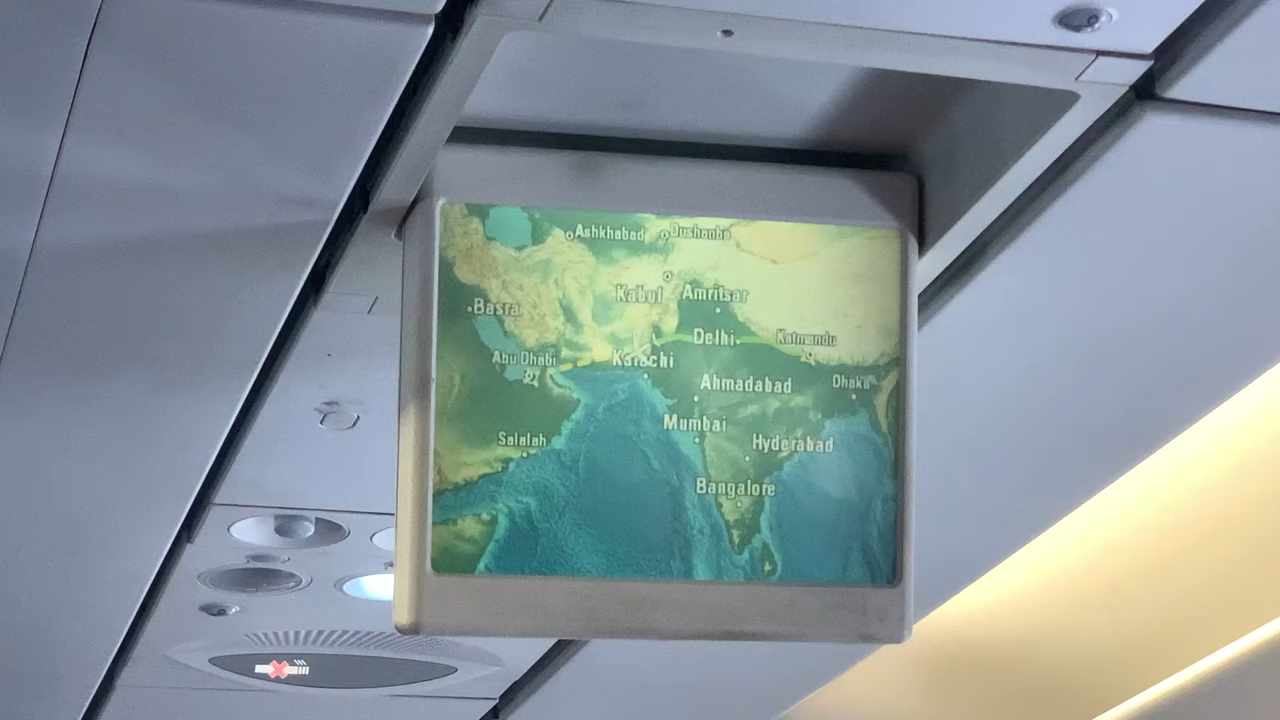 Ashkhabad
Dushanbe
Kabul
Amritsar
Basra
Delhi
Katmandu
Abu Dhabi
Karachi
Ahmadabad
Dhaka
Mumbai
Salalah
Hyderabad
Bangalore